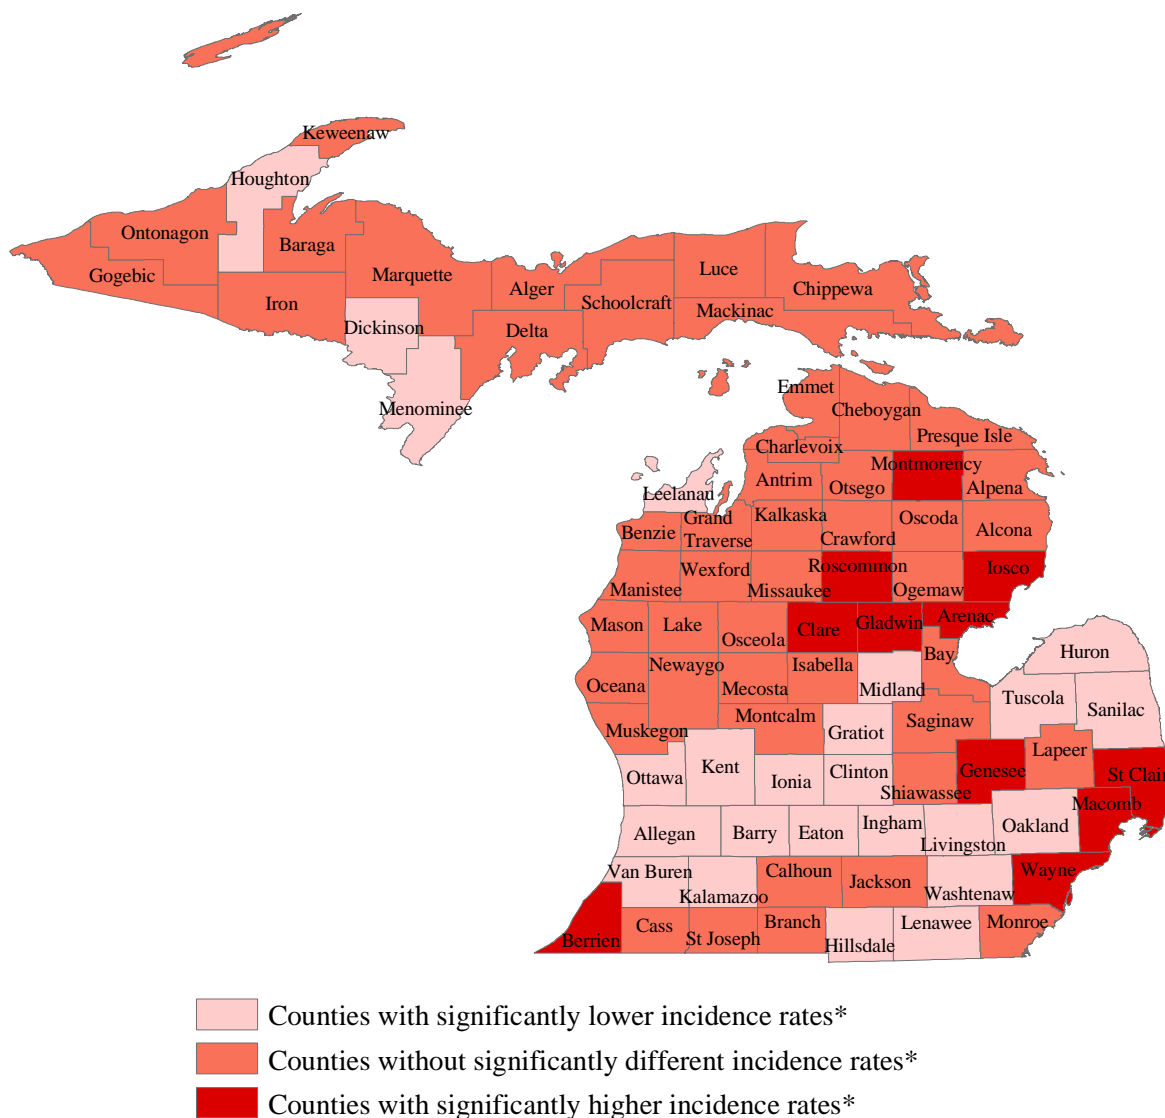 Keweenaw
Houghton
Ontonagon
Baraga
Gogebic
Marquette
Luce
Alger
Chippewa
Iron
Schoolcraft
Mackinac
Dickinson
Delta
Menominee
Emmet
Cheboygan
Presque Isle
Charlevoix
Montmorency
Antrim
Otsego
Alpena
Leelanau
Grand
Traverse
Kalkaska
Oscoda
Benzie
Crawford
Alcona
Wexford
Roscommon
Iosco
Manistee
Missaukee
Ogemaw
Mason
Lake
Osceola
Clare
Gladwin
Arenac
Huron
Bay
Newaygo
Isabella
Oceana
Mecosta
Midland
Tuscola
Sanilac
Montcalm
Saginaw
Muskegon
Gratiot
Lapeer
Ottawa
Kent
Ionia
Clinton
Genesee
St Clair
Shiawassee
Macomb
Allegan
Barry
Eaton
Ingham
Oakland
Livingston
Van Buren
Calhoun
Wayne
Kalamazoo
Jackson
Washtenaw
Berrien
Cass
St Joseph
Branch
Hillsdale
Lenawee
Monroe
Counties with significantly lower incidence rates*
Counties without significantly different incidence rates*
Counties with significantly higher incidence rates*